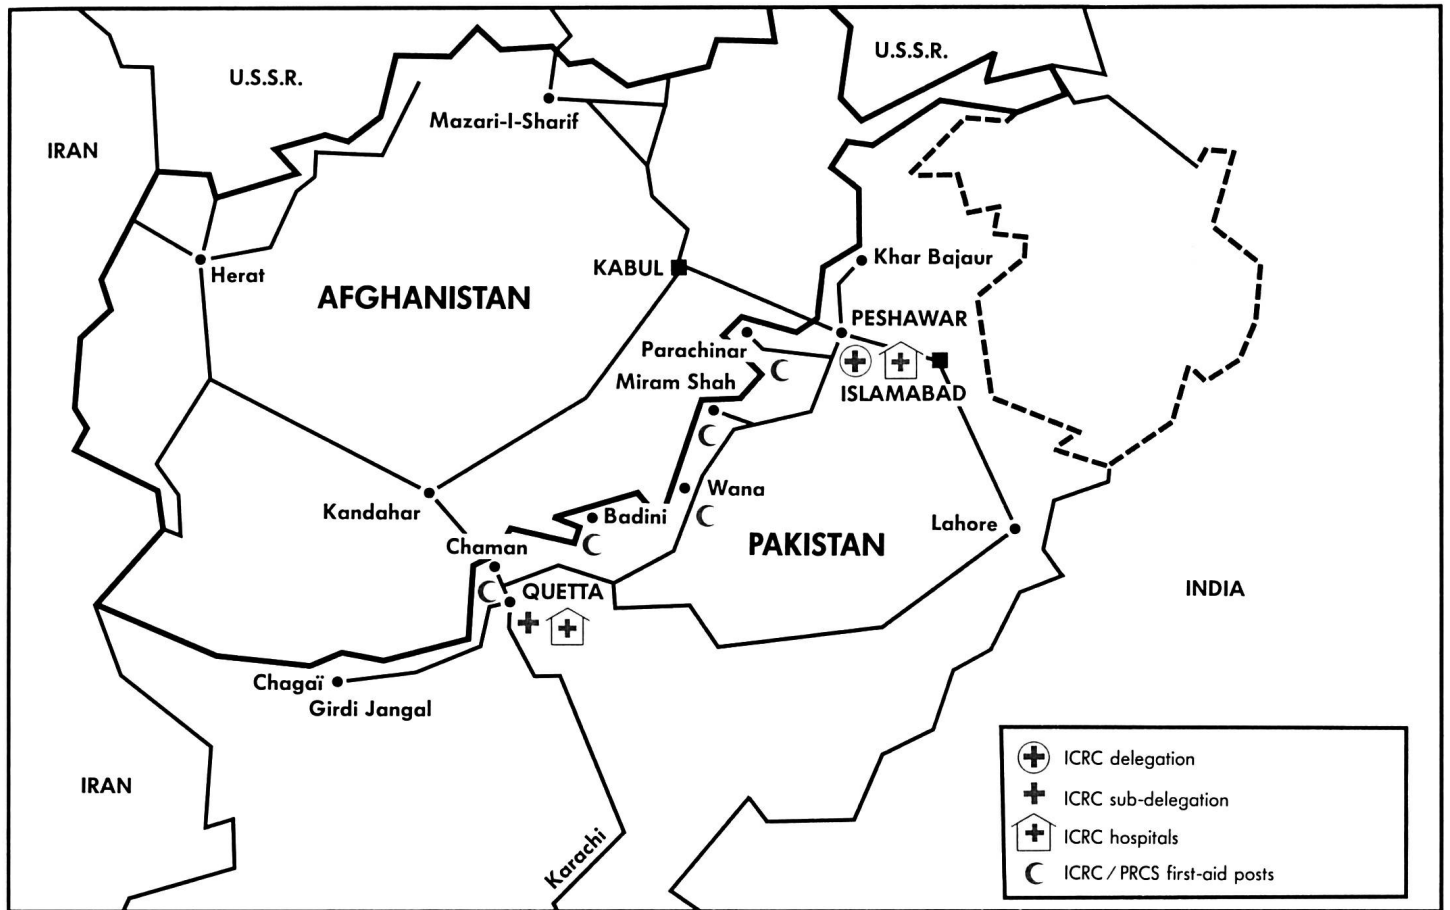 U.S.S.R.
U.S.S.R.
Mazari-I-Sharif
IRAN
Khar Bajaur
Herat
KABUL
AFGHANISTAN
PESHAWAR
Parachinar
Miram Shah
ISLAMABAD
Wana
Kandahar
Badini
Lahore
Chaman
PAKISTAN
QUETTA
INDIA
Chagaï
Girdi Jangal
IRAN
Karachi
ICRC delegation
ICRC sub-delegation
ICRC hospitals
ICRC / PRCS first-aid posts